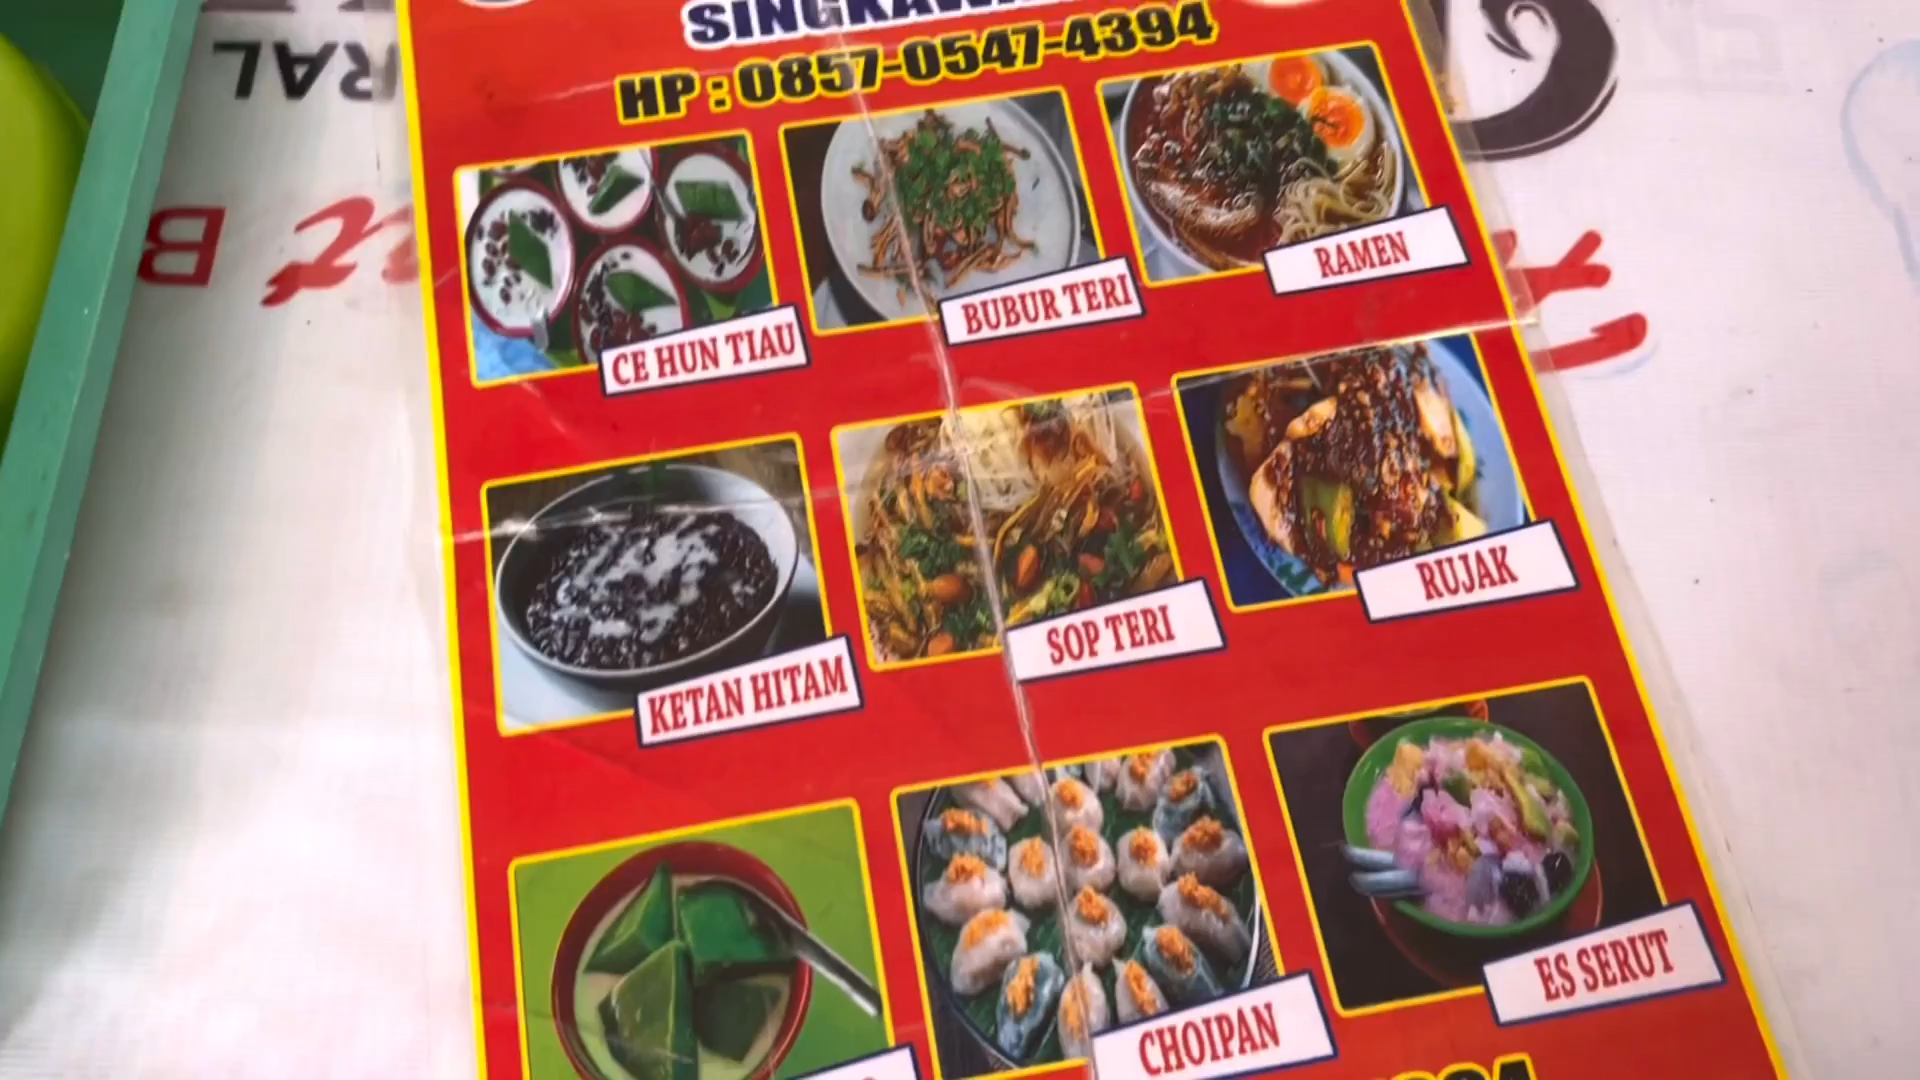 HP : 0857-0547-4394
CE HUN TIAU
BUBUR TERI
RAMEN
KETAN HITAM
SOP TERI
RUJAK
CHOIPAN
ES SERUT